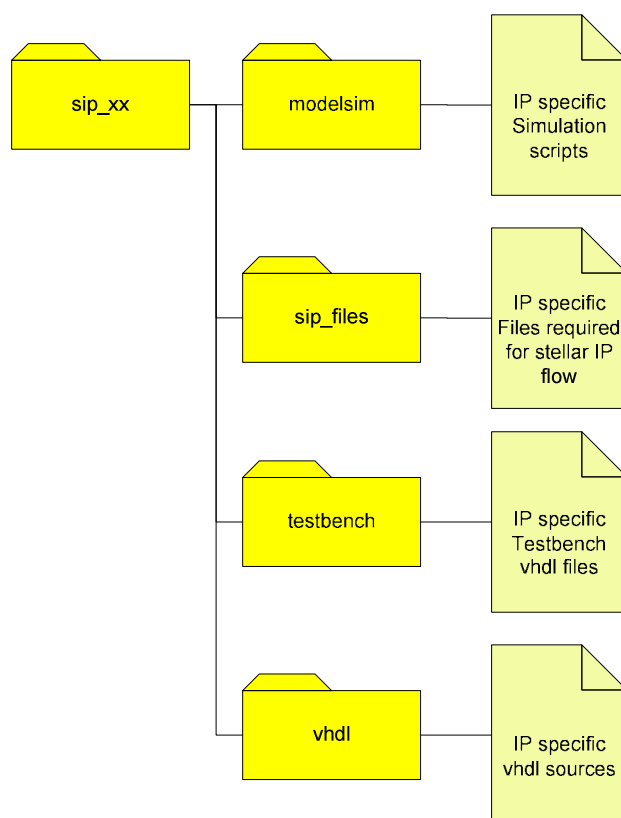 sip_xx
modelsim
IP specific
Simulation
scripts
sip_files
IP specific
Files required
for stellar IP
flow
testbench
IP specific
Testbench
vhdl files
vhdl
IP specific
vhdl sources